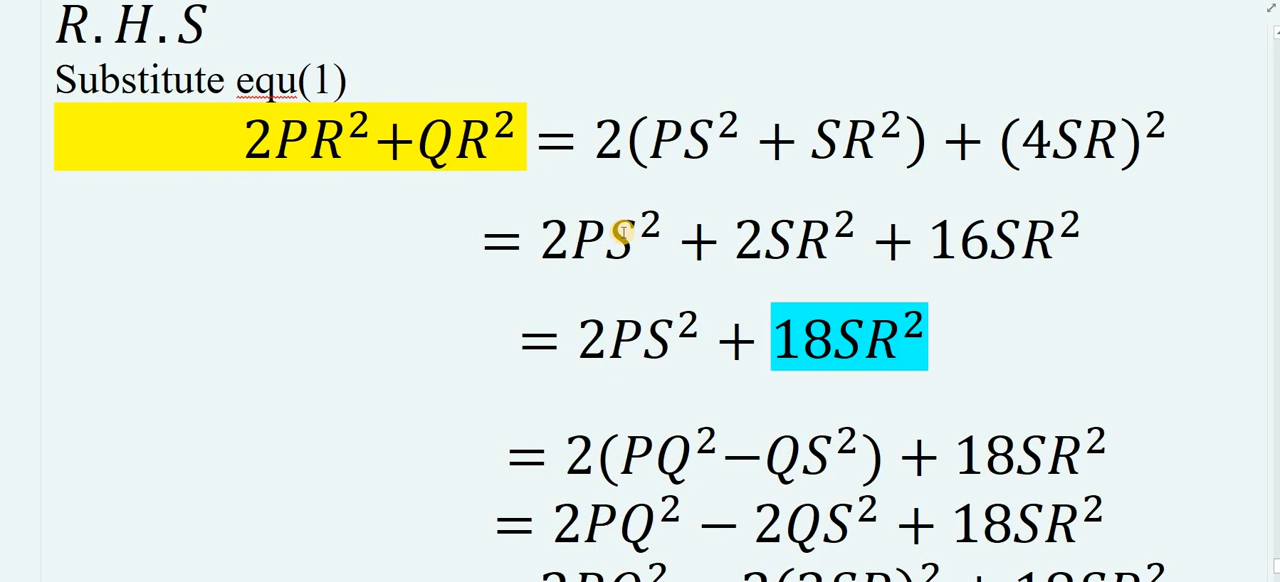 R.H.S
Substitute equ(1)
2PR²+QR² = 2(PS² + SR²) + (4SR)²
= 2PS² + 2SR² + 16SR²
= 2PS² + 18SR²
= 2(PQ²−QS²) + 18SR²
= 2PQ² − 2QS² + 18SR²